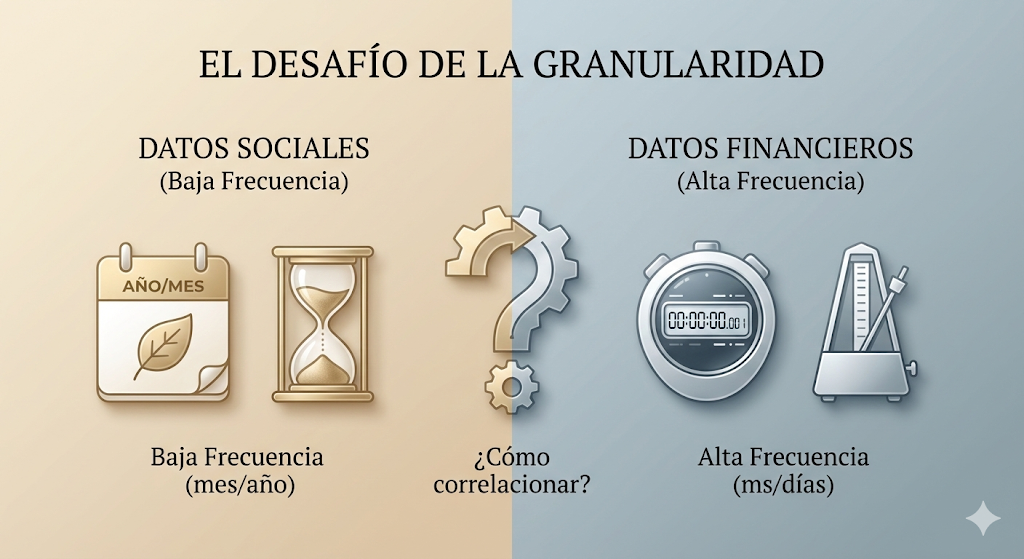 EL DESAFÍO DE LA GRANULARIDAD
DATOS SOCIALES
(Baja Frecuencia)
DATOS FINANCIEROS
(Alta Frecuencia)
AÑO/MES
00:00:00.001
Baja Frecuencia
(mes/año)
¿Cómo
correlacionar?
Alta Frecuencia
(ms/días)